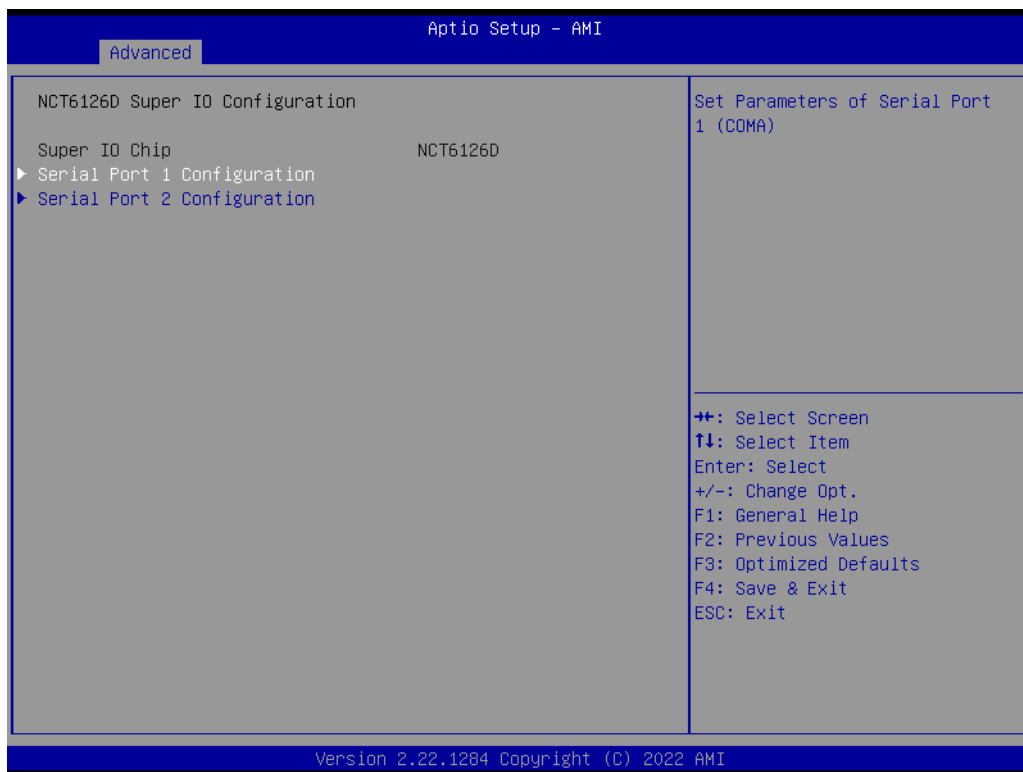 Aptio Setup – AMI
Advanced
NCT6126D Super IO Configuration
Super IO Chip NCT6126D
▶ Serial Port 1 Configuration
▶ Serial Port 2 Configuration
Set Parameters of Serial Port
1 (COMA)
→←: Select Screen
↑↓: Select Item
Enter: Select
+/-: Change Opt.
F1: General Help
F2: Previous Values
F3: Optimized Defaults
F4: Save & Exit
ESC: Exit
Version 2.22.1284 Copyright (C) 2022 AMI